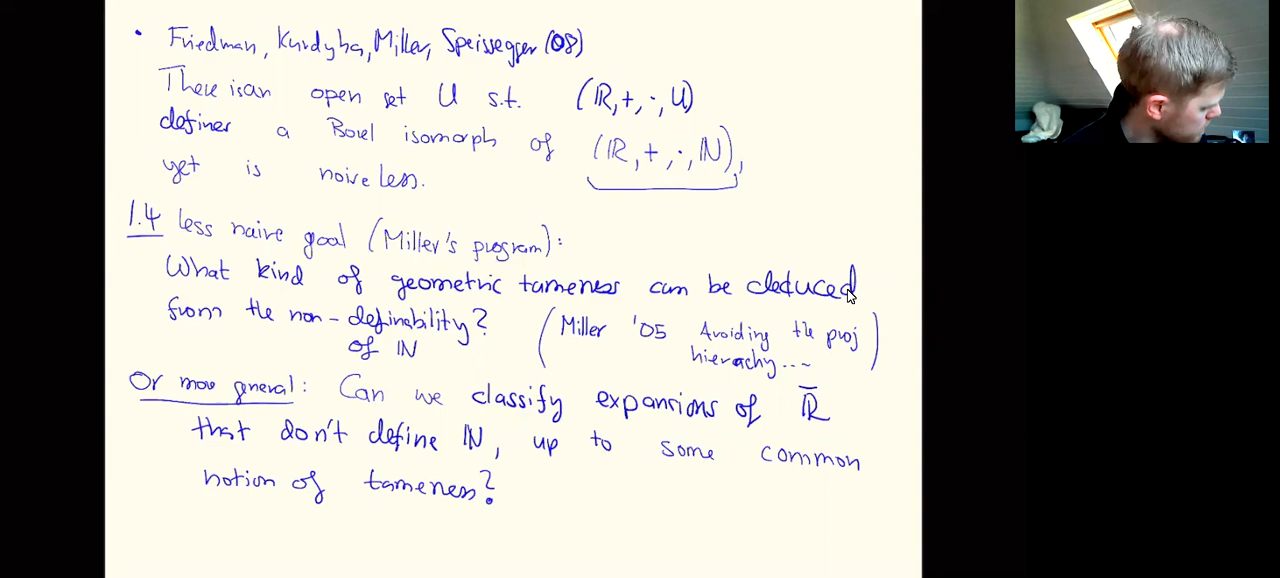 • Friedman, Kurdyka, Miller, Speissegger (08)
There is an open set U s.t. (ℝ,+,·,U)
defines a Borel isomorph of (ℝ,+,·,ℕ),
yet is noiseless.
1.4 less naive goal (Miller's program):
What kind of geometric tameness can be deduced
from the non-definability? (Miller '05 Avoiding the proj
of ℕ hierachy...)
Or more general: Can we classify expansions of ℝ̄
that don't define ℕ, up to some common
notion of tameness?